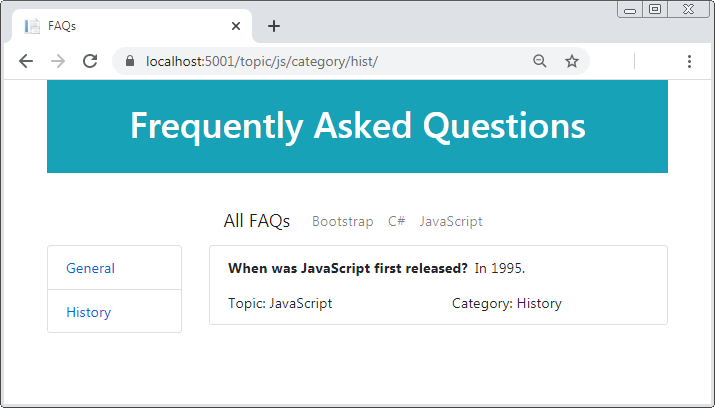 FAQs
localhost:5001/topic/js/category/hist/
Frequently Asked Questions
All FAQs Bootstrap C# JavaScript
General
History
When was JavaScript first released? In 1995.
Topic: JavaScript Category: History